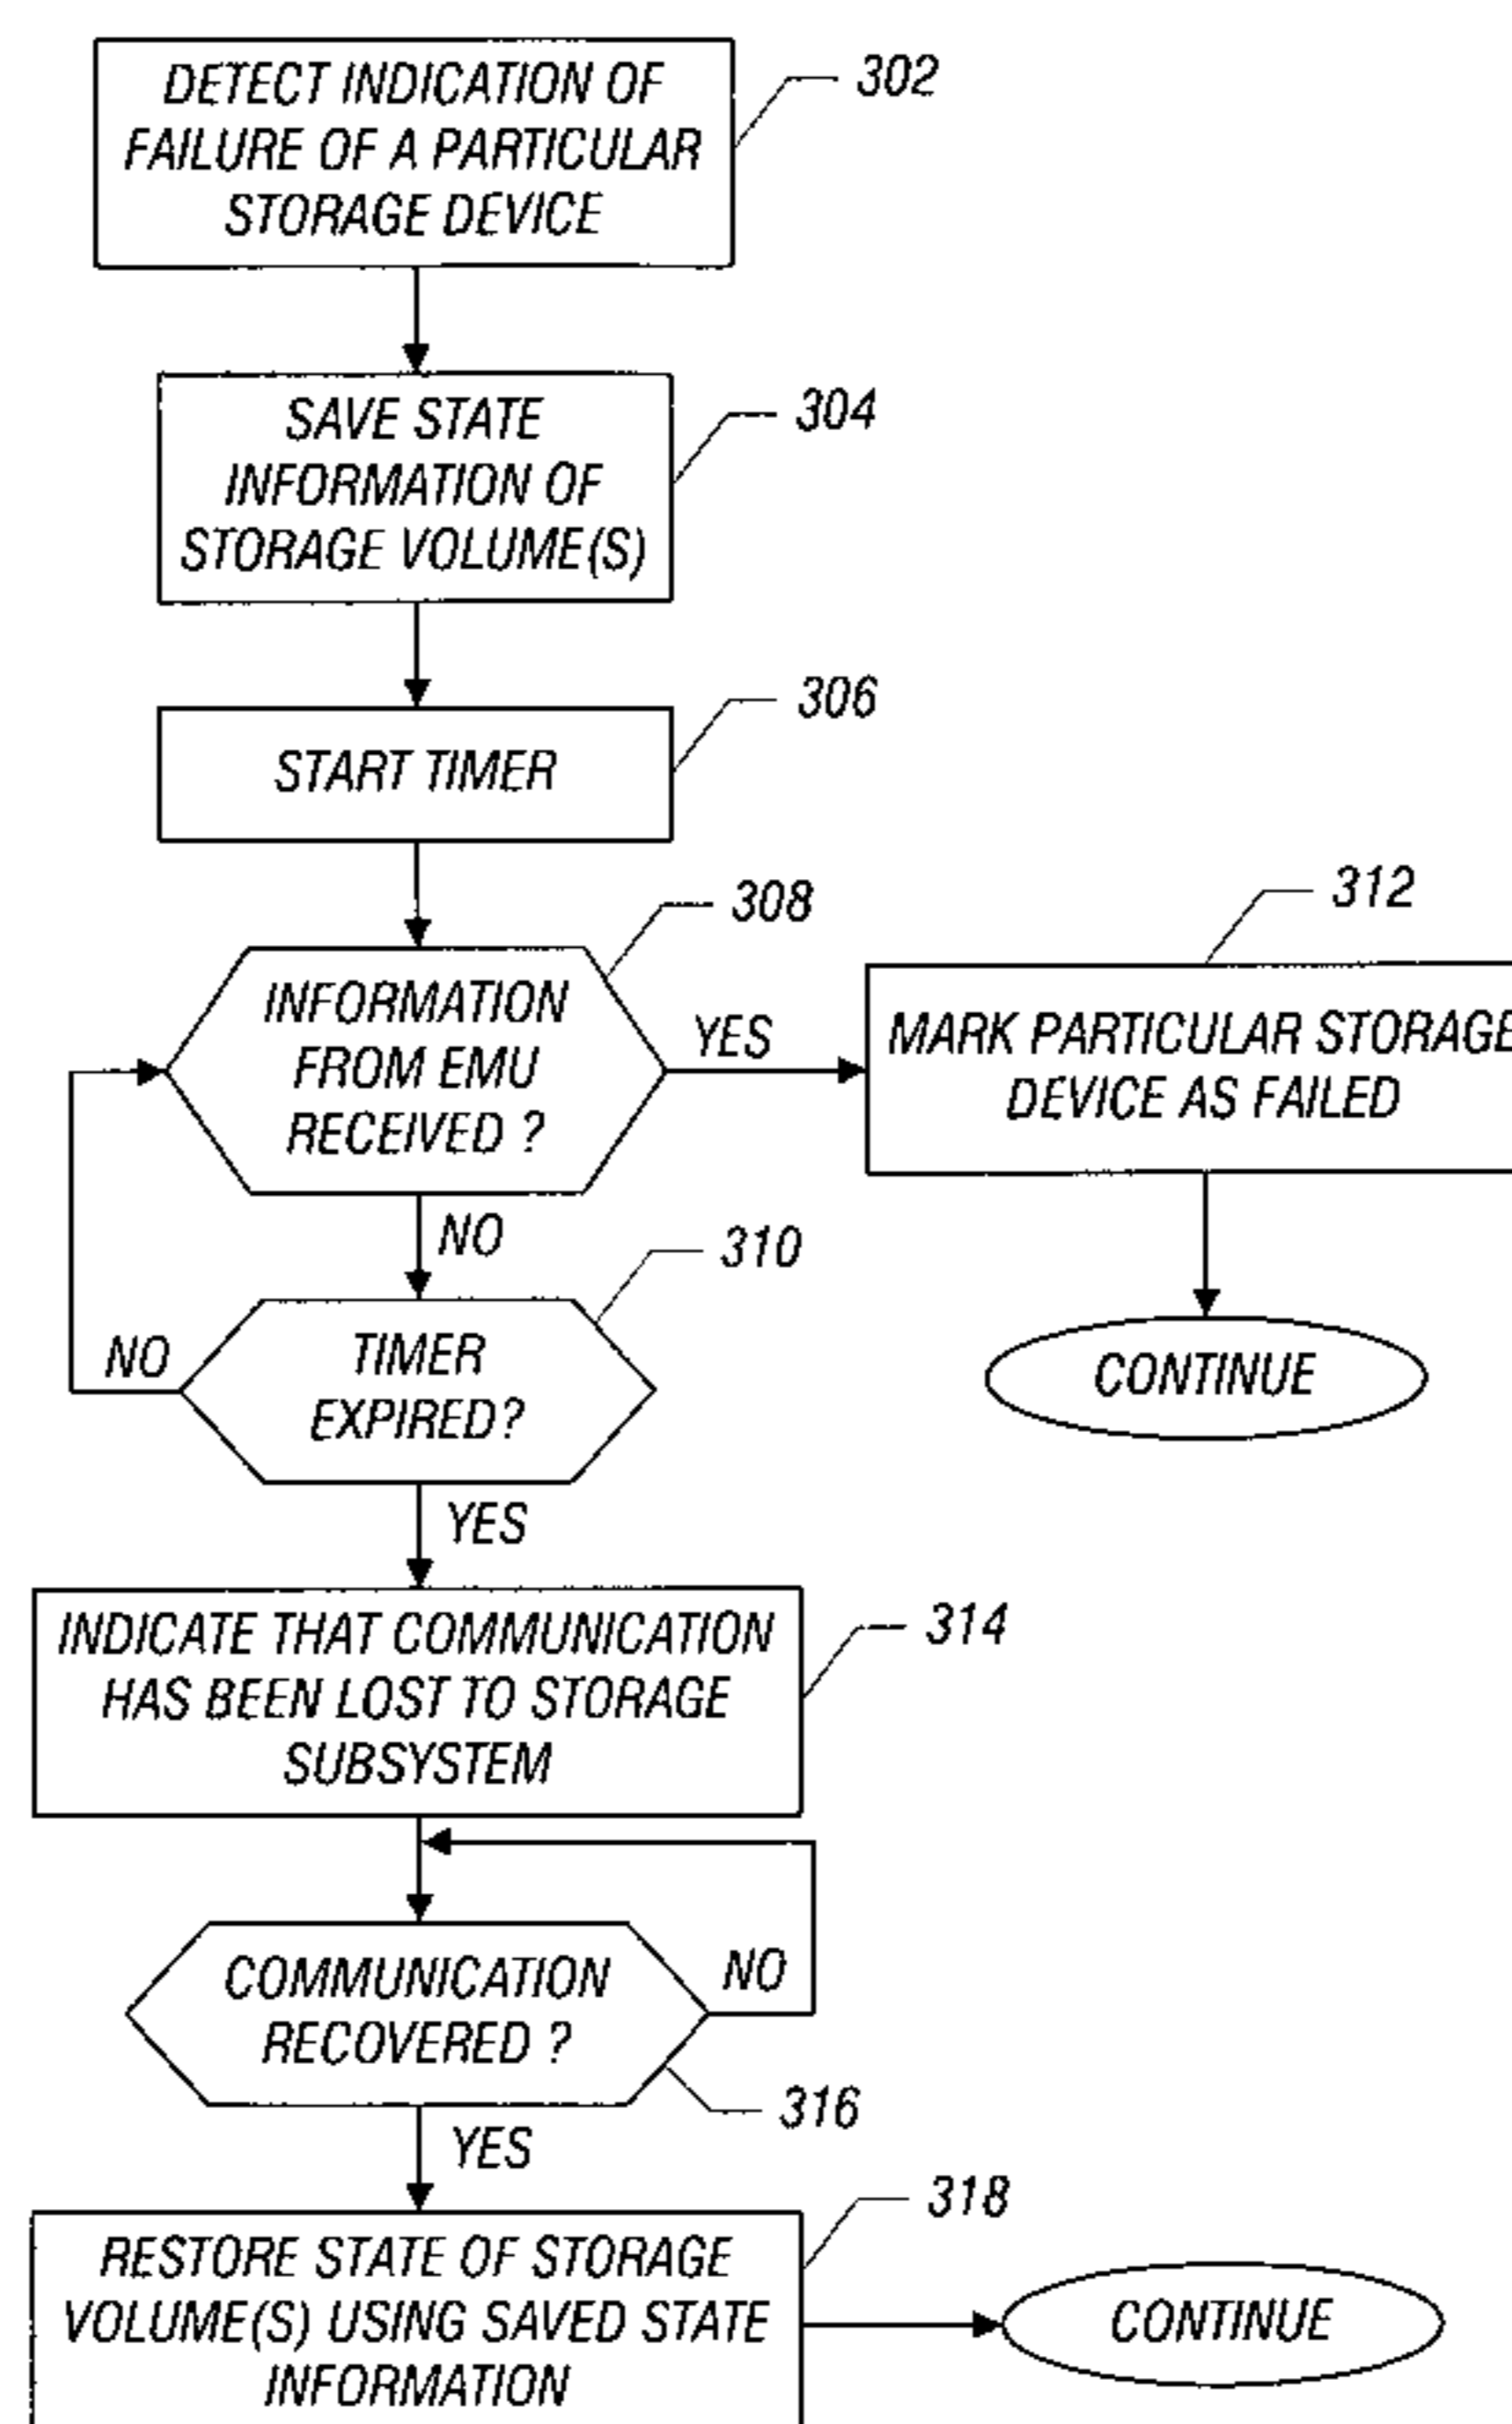 DETECT INDICATION OF
FAILURE OF A PARTICULAR
STORAGE DEVICE
302
SAVE STATE
INFORMATION OF
STORAGE VOLUME(S)
304
START TIMER
306
INFORMATION
FROM EMU
RECEIVED ?
308
YES
MARK PARTICULAR STORAGE
DEVICE AS FAILED
312
CONTINUE
NO
TIMER
EXPIRED?
310
NO
YES
INDICATE THAT COMMUNICATION
HAS BEEN LOST TO STORAGE
SUBSYSTEM
314
COMMUNICATION
RECOVERED ?
NO
316
YES
RESTORE STATE OF STORAGE
VOLUME(S) USING SAVED STATE
INFORMATION
318
CONTINUE